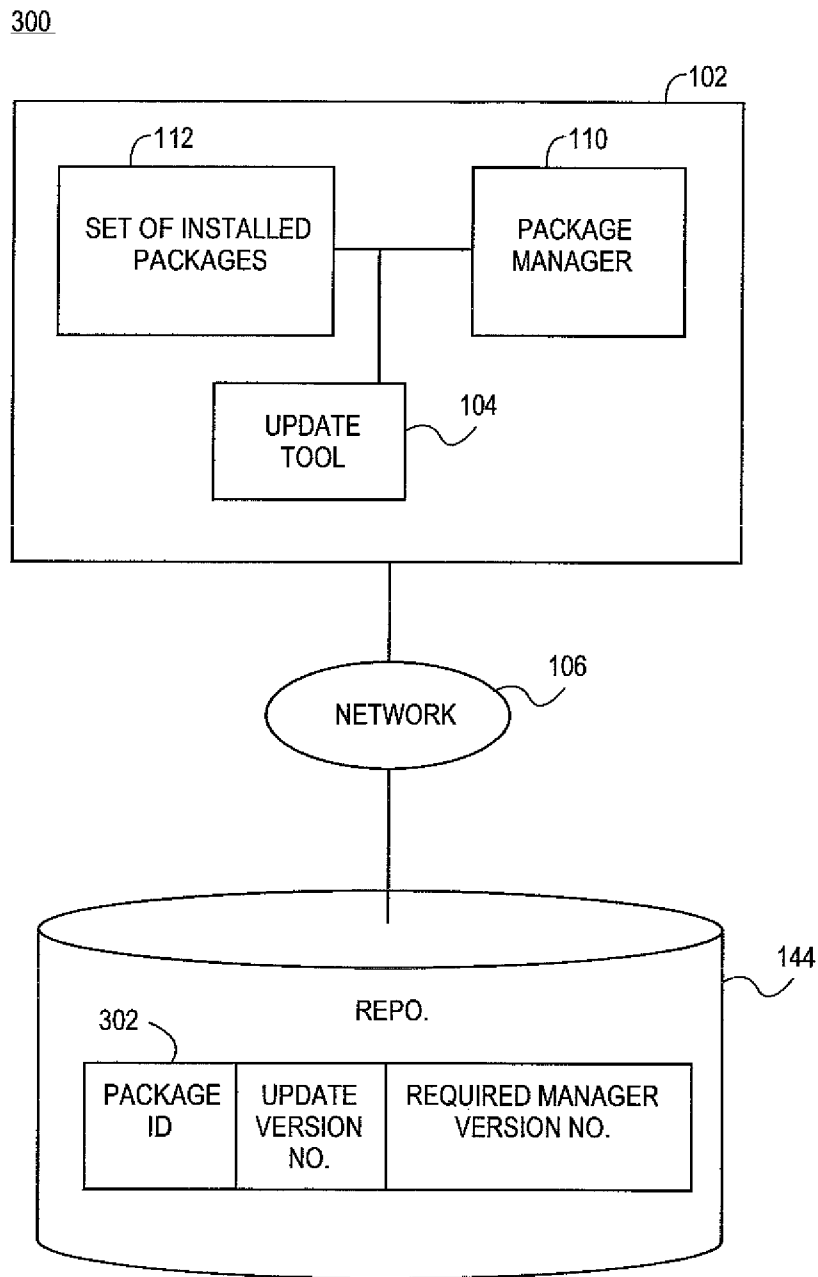 300
102
112
110
SET OF INSTALLED
PACKAGES
PACKAGE
MANAGER
104
UPDATE
TOOL
106
NETWORK
144
REPO.
302
PACKAGE
ID
UPDATE
VERSION
NO.
REQUIRED MANAGER
VERSION NO.